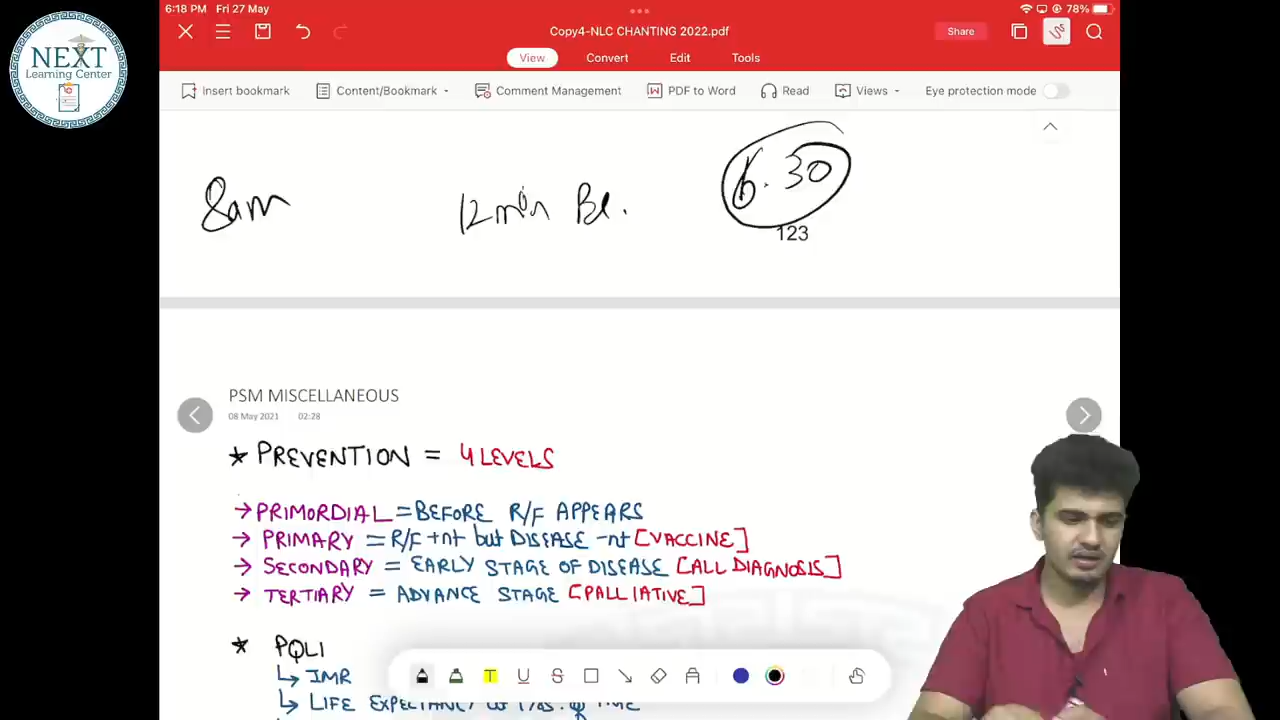 6:18 PM Fri 27 May
78%
Copy4-NLC CHANTING 2022.pdf
Share
View Convert Edit Tools
Insert bookmark Content/Bookmark Comment Management PDF to Word Read Views Eye protection mode
NEXT
Learning Center
8am 12min Be. 6.30
123
PSM MISCELLANEOUS
08 May 2021 02:28
* PREVENTION = 4 LEVELS
→ PRIMORDIAL = BEFORE R/F APPEARS
→ PRIMARY = R/F +nt but DISEASE -nt [VACCINE]
→ SECONDARY = EARLY STAGE OF DISEASE [ALL DIAGNOSIS]
→ TERTIARY = ADVANCE STAGE [PALLIATIVE]
* PQLI
↳ IMR
↳ LIFE EXPECTANCY
T U S